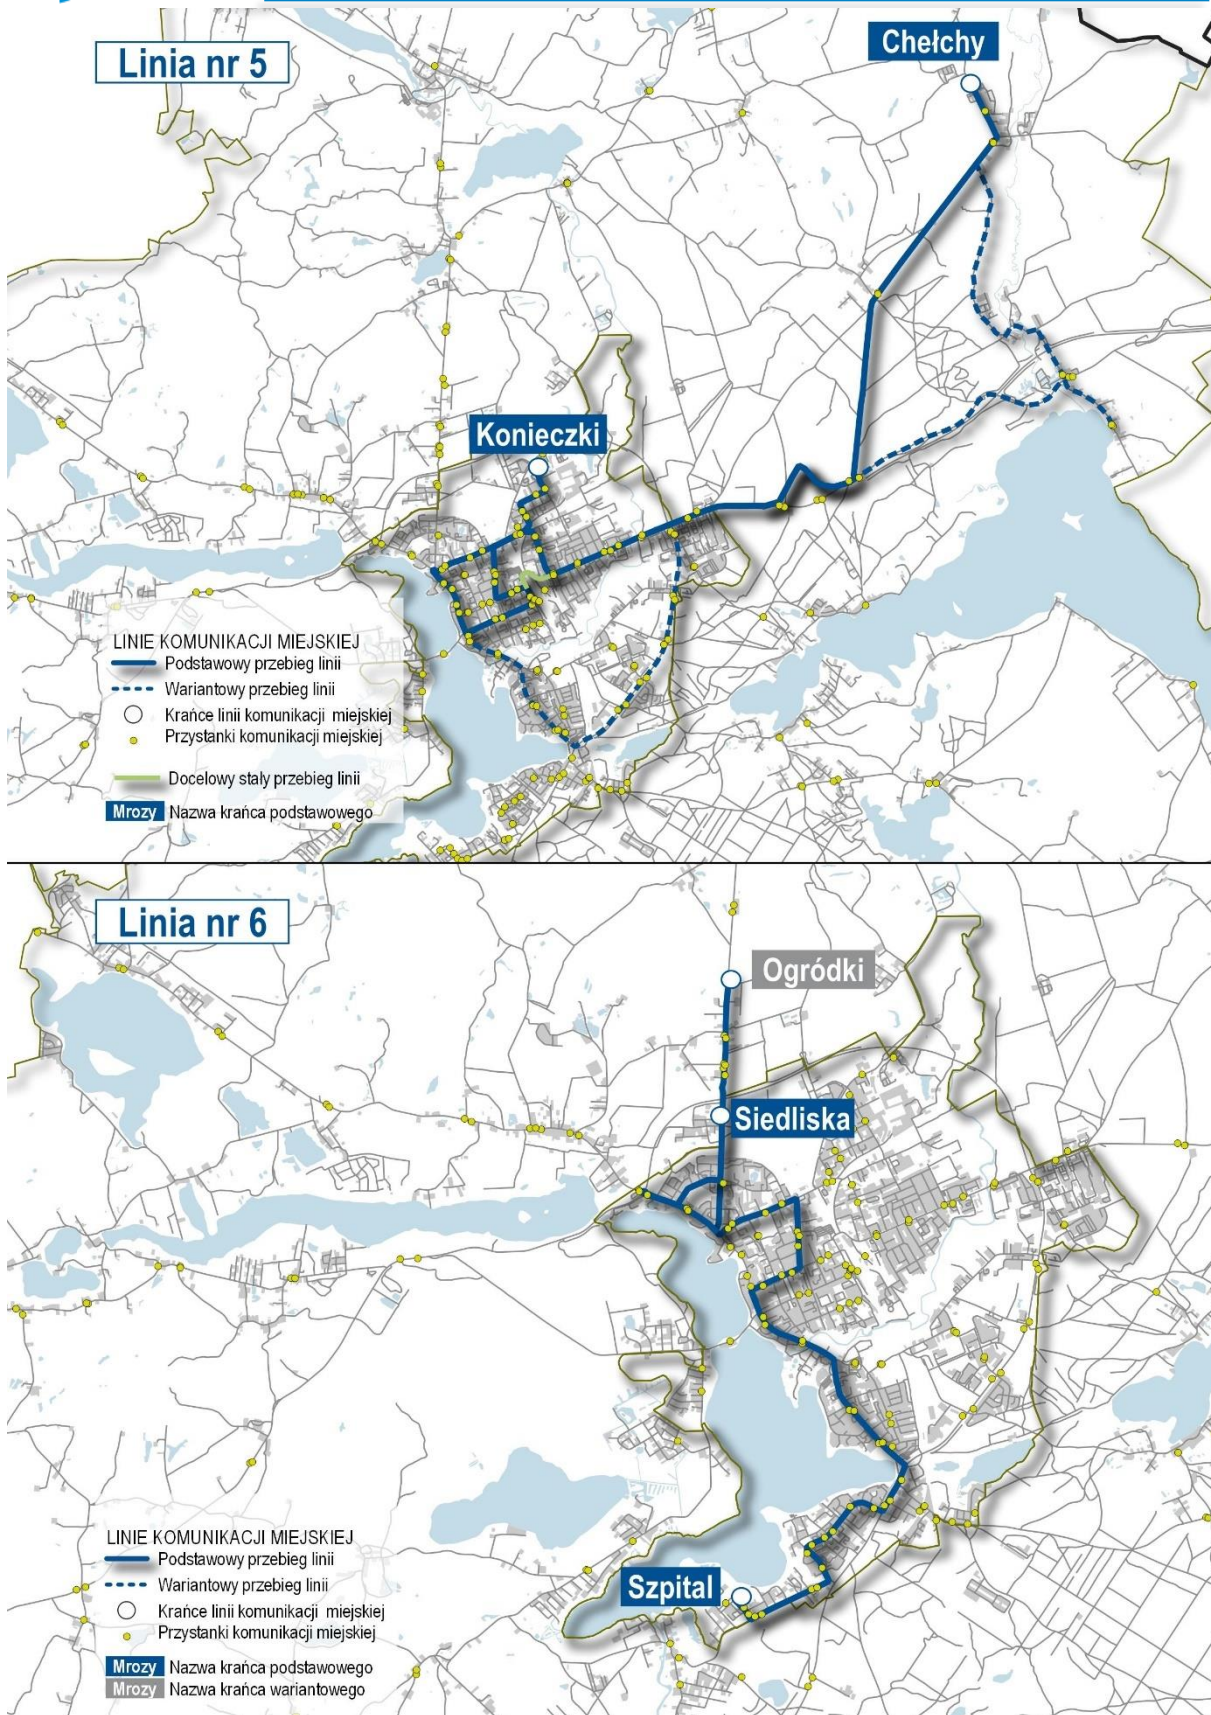 Linia nr 5
Chełchy
Konieczki
LINIE KOMUNIKACJI MIEJSKIEJ
Podstawowy przebieg linii
Wariantowy przebieg linii
Krańce linii komunikacji miejskiej
Przystanki komunikacji miejskiej
Docelowy stały przebieg linii
Mrozy Nazwa krańca podstawowego
Linia nr 6
Ogródki
Siedliska
Szpital
LINIE KOMUNIKACJI MIEJSKIEJ
Podstawowy przebieg linii
Wariantowy przebieg linii
Krańce linii komunikacji miejskiej
Przystanki komunikacji miejskiej
Mrozy Nazwa krańca podstawowego
Mrozy Nazwa krańca wariantowego